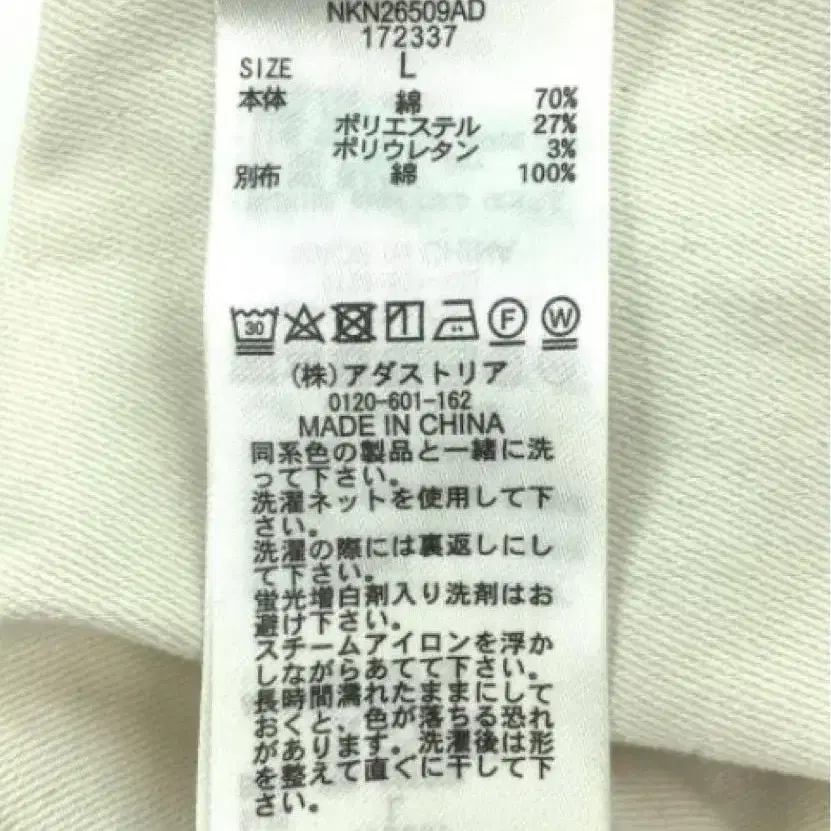 NKN26509AD
172337
SIZE L
本体 綿 70%
ポリエステル 27%
ポリウレタン 3%
別布 綿 100%
30 F W
(株)アダストリア
0120-601-162
MADE IN CHINA
同系色の製品と一緒に洗
って下さい。
洗濯ネットを使用して下
さい。
洗濯の際には裏返しにし
て下さい。
蛍光増白剤入り洗剤はお
避け下さい。
スチームアイロンを浮か
しながらあてて下さい。
長時間濡れたままにして
おくと、色が落ちる恐れ
があります。洗濯後は形
を整えて直ぐに干して下
さい。